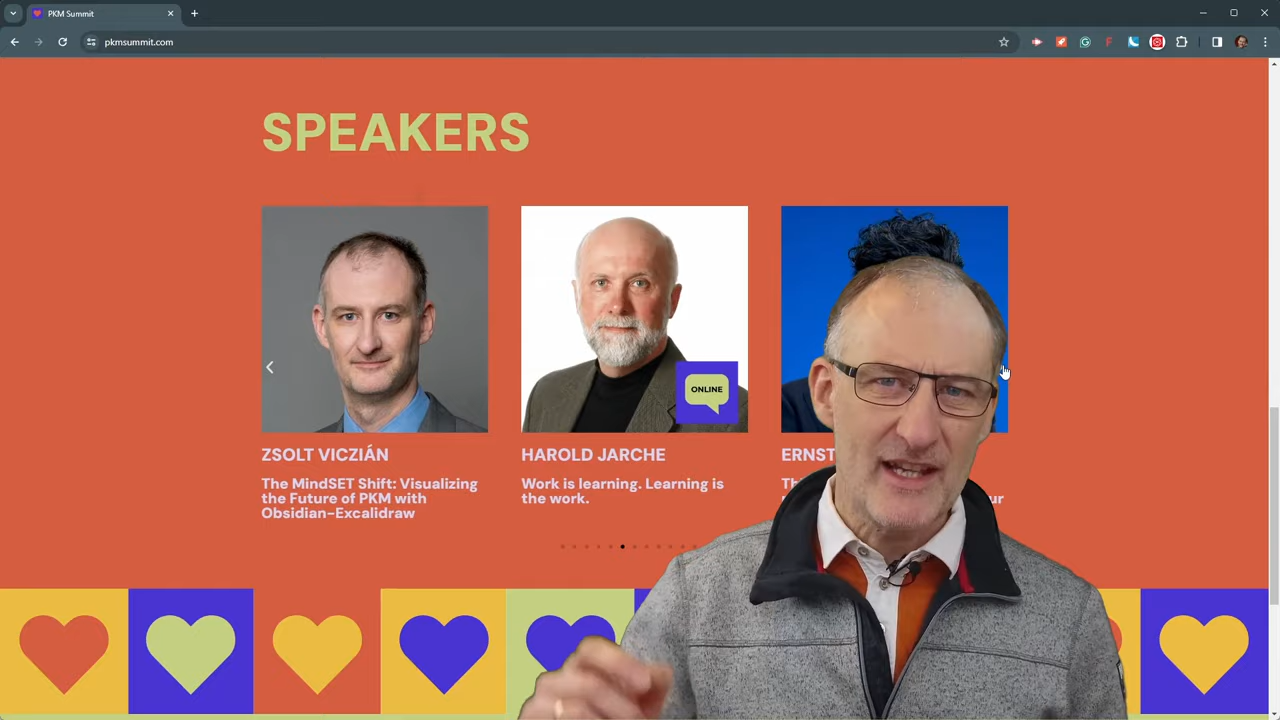 PKM Summit
pkmsummit.com
SPEAKERS
ONLINE
ZSOLT VICZIÁN
The MindSET Shift: Visualizing
the Future of PKM with
Obsidian-Excalidraw
HAROLD JARCHE
Work is learning. Learning is
the work.
ERNST